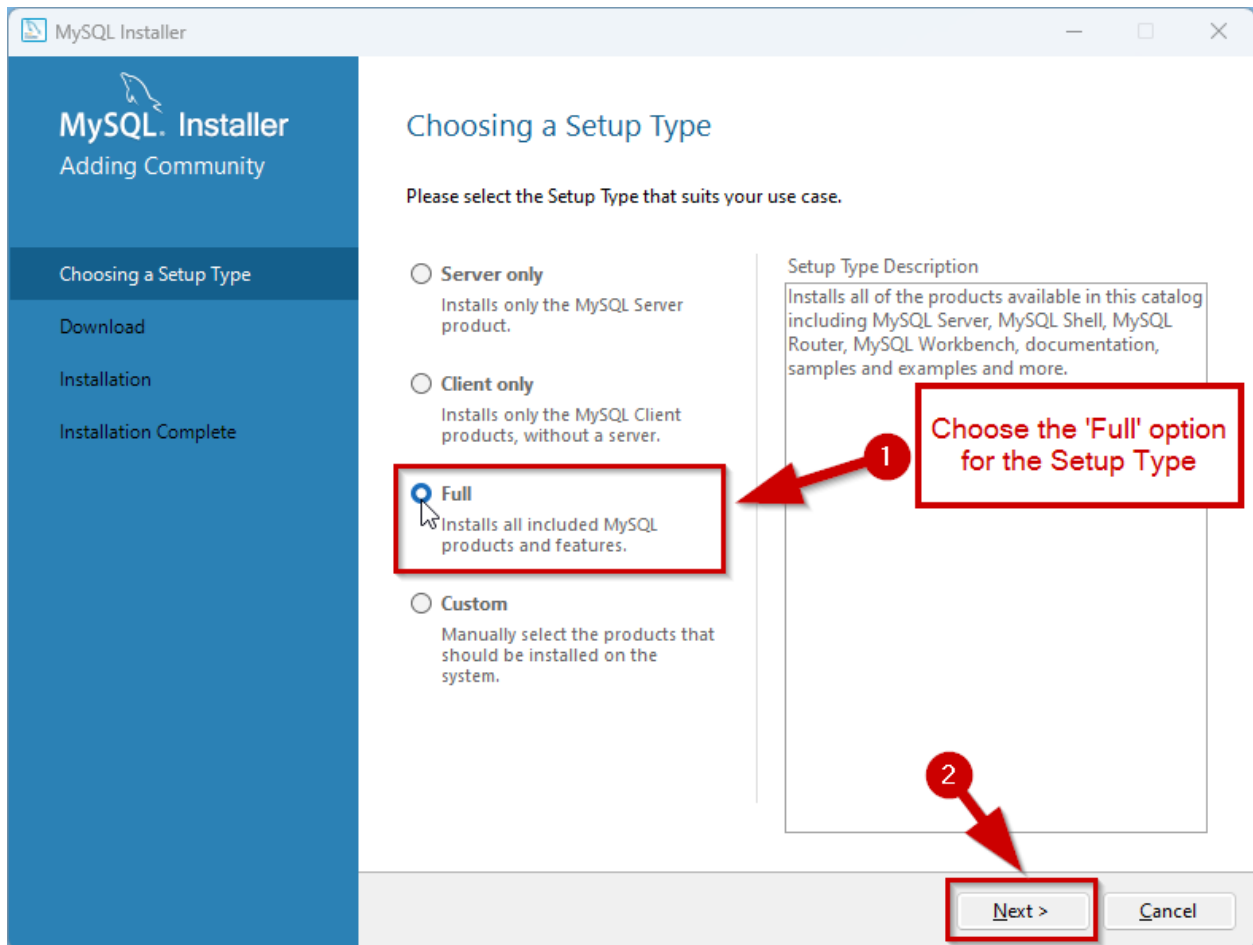 MySQL Installer
MySQL. Installer
Adding Community
Choosing a Setup Type
Download
Installation
Installation Complete
Choosing a Setup Type
Please select the Setup Type that suits your use case.
Server only
Installs only the MySQL Server
product.
Client only
Installs only the MySQL Client
products, without a server.
Full
Installs all included MySQL
products and features.
Custom
Manually select the products that
should be installed on the
system.
Setup Type Description
Installs all of the products available in this catalog
including MySQL Server, MySQL Shell, MySQL
Router, MySQL Workbench, documentation,
samples and examples and more.
1
Choose the 'Full' option
for the Setup Type
2
Next >
Cancel